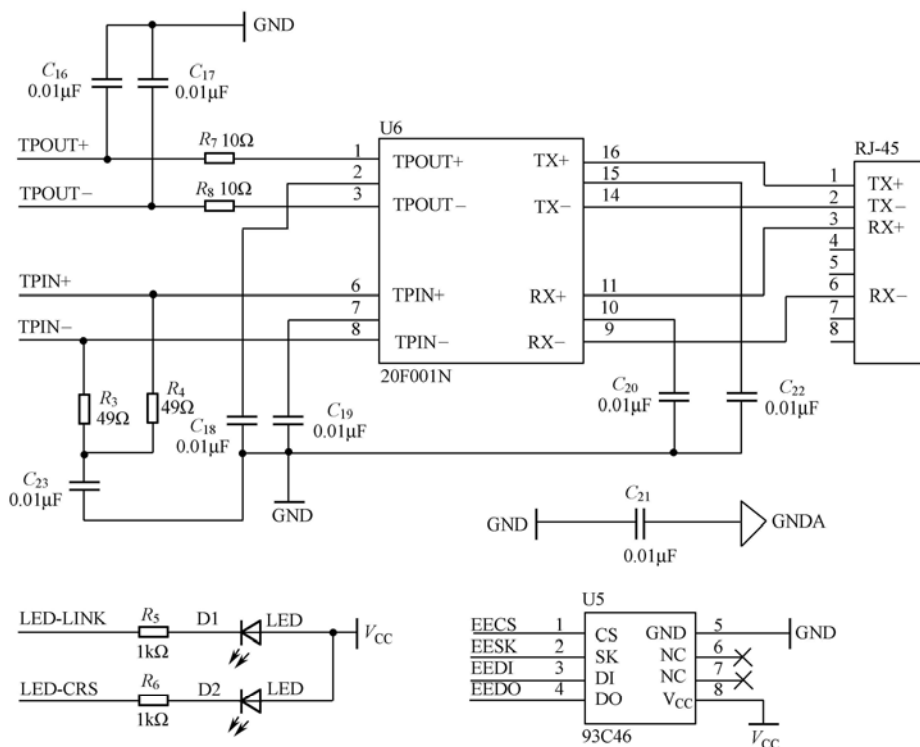 GND
C16
0.01μF
C17
0.01μF
TPOUT+
R7 10Ω
TPOUT−
R8 10Ω
U6
1
2
3
6
7
8
TPOUT+
TPOUT−
TPIN+
TPIN−
TX+
TX−
RX+
RX−
16
15
14
11
10
9
20F001N
RJ-45
1
2
3
4
5
6
7
8
TX+
TX−
RX+
RX−
TPIN+
TPIN−
R3
49Ω
R4
49Ω
C18
0.01μF
C19
0.01μF
C20
0.01μF
C22
0.01μF
C23
0.01μF
GND
GND
C21
0.01μF
GNDA
LED-LINK
R5
1kΩ
D1
LED
VCC
LED-CRS
R6
1kΩ
D2
LED
U5
EECS
1
CS
GND
5
GND
EESK
2
SK
NC
6
EEDI
3
DI
NC
7
EEDO
4
DO
VCC
8
93C46
VCC